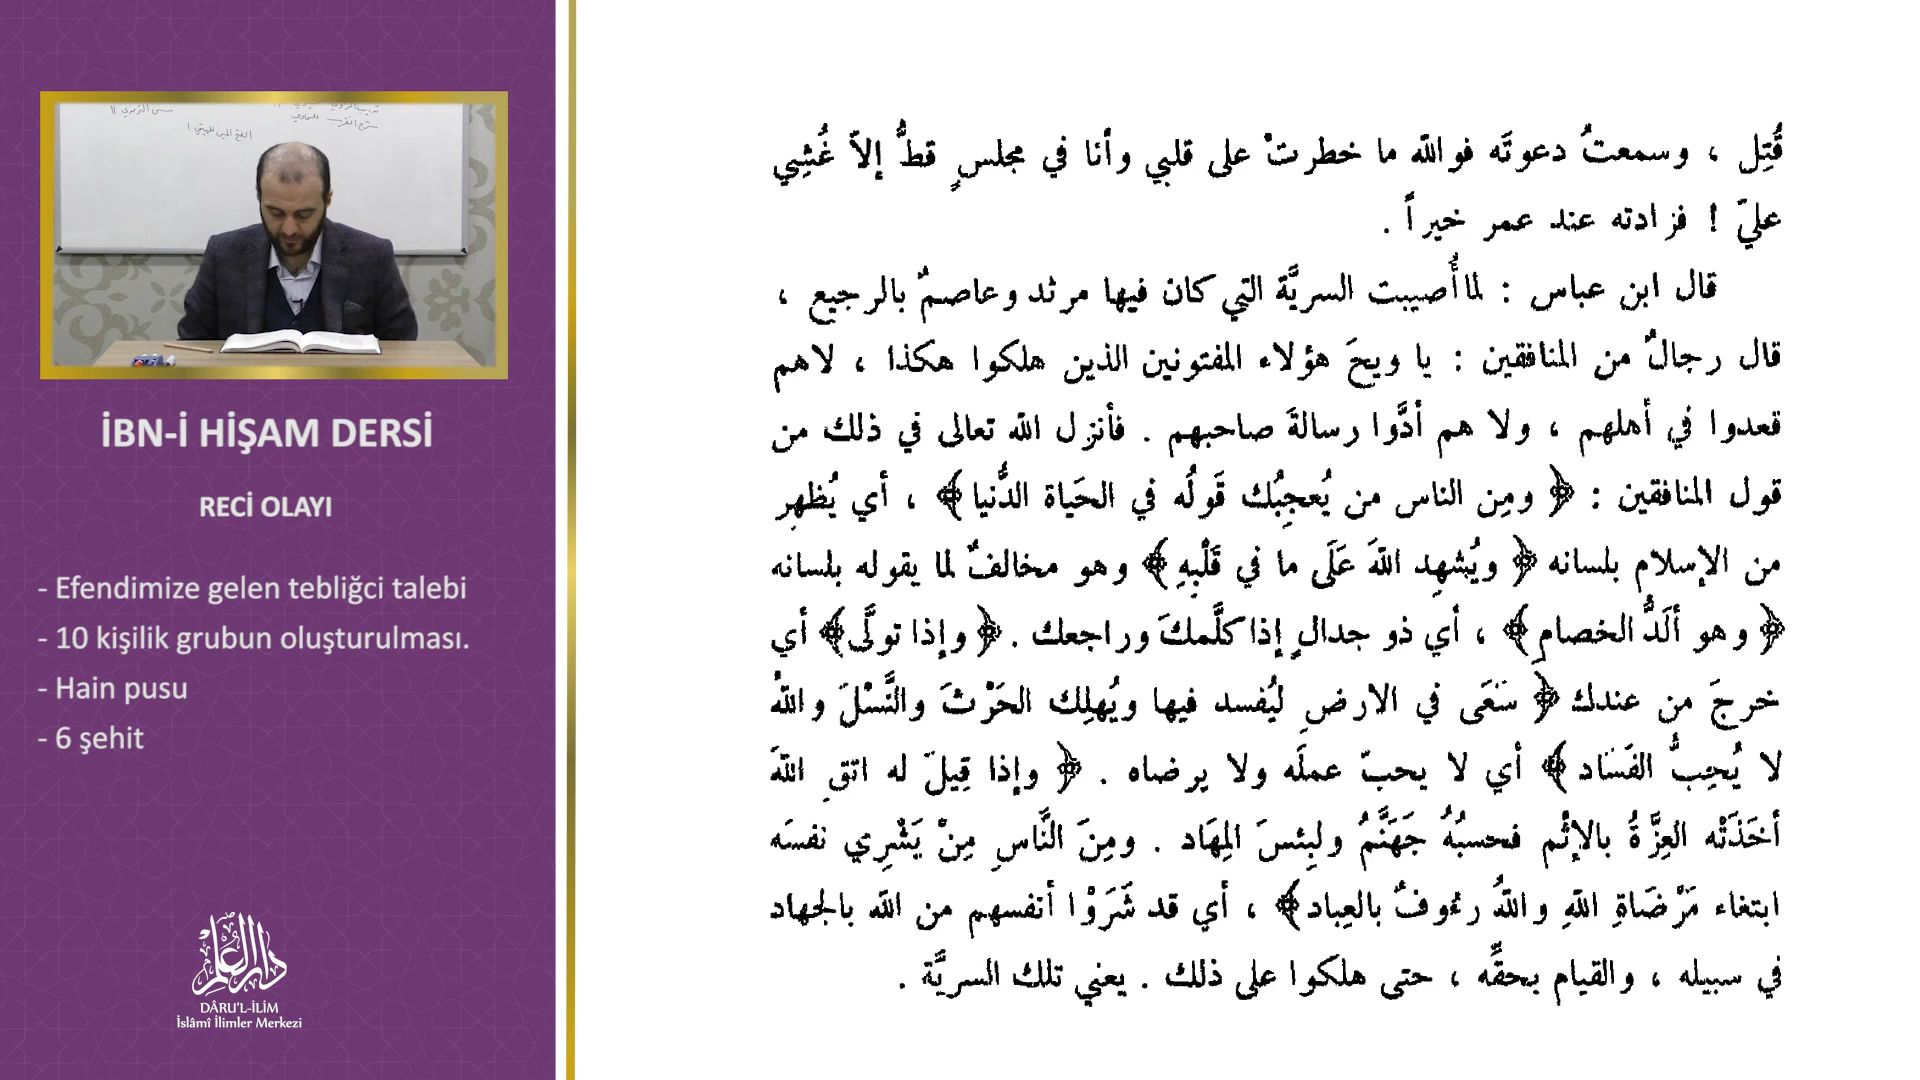 İBN-İ HİŞAM DERSİ
RECİ OLAYI
- Efendimize gelen tebliğci talebi
- 10 kişilik grubun oluşturulması.
- Hain pusu
- 6 şehit
دار العلم
DÂRU'L-İLİM
İslâmî İlimler Merkezi
قُتِل ، وسمعتُ دعوتَه فوالله ما خطرتْ على قلبي وأنا في مجلسٍ قطُّ إلاّ غُشِي
عليّ ! فزادته عند عمر خيراً .
قال ابن عباس : لما أُصيبت السريَّة التي كان فيها مرثد وعاصمٌ بالرجيع ،
قال رجالٌ من المنافقين : يا ويحَ هؤلاء المفتونين الذين هلكوا هكذا ، لاهم
قعدوا في أهلهم ، ولا هم أدَّوا رسالةَ صاحبهم . فأنزل الله تعالى في ذلك من
قول المنافقين : ﴿ ومِن الناس من يُعجِبُك قَولُه في الحَياة الدُّنيا ﴾ ، أي يُظهِر
من الإسلام بلسانه ﴿ ويُشهِد اللهَ عَلَى ما في قَلْبِهِ ﴾ وهو مخالفٌ لما يقوله بلسانه
﴿ وهو ألَدُّ الخصامِ ﴾ ، أي ذو جدالٍ إذا كلَّمكَ وراجعك . ﴿ وإذا تولَّى ﴾ أي
خرجَ من عندك ﴿ سَعَى في الارضِ ليُفسد فيها ويُهلِك الحَرْثَ والنَّسْلَ واللهُ
لا يُحِبُّ الفَسَاد ﴾ أي لا يحبّ عملَه ولا يرضاه . ﴿ وإذا قِيلَ له اتقِ اللهَ
أخَذَتْه العِزَّةُ بالإثْم فحسبُهُ جَهَنَّمُ ولبِئسَ المِهَاد . ومِنَ النَّاسِ مِنْ يَشْرِي نفسَه
ابتغاء مَرْضَاةِ اللهِ واللهُ رءوفٌ بالعِباد ﴾ ، أي قد شَرَوْا أنفسهم من الله بالجهاد
في سبيله ، والقيام بحقِّه ، حتى هلكوا على ذلك . يعني تلك السريَّة .